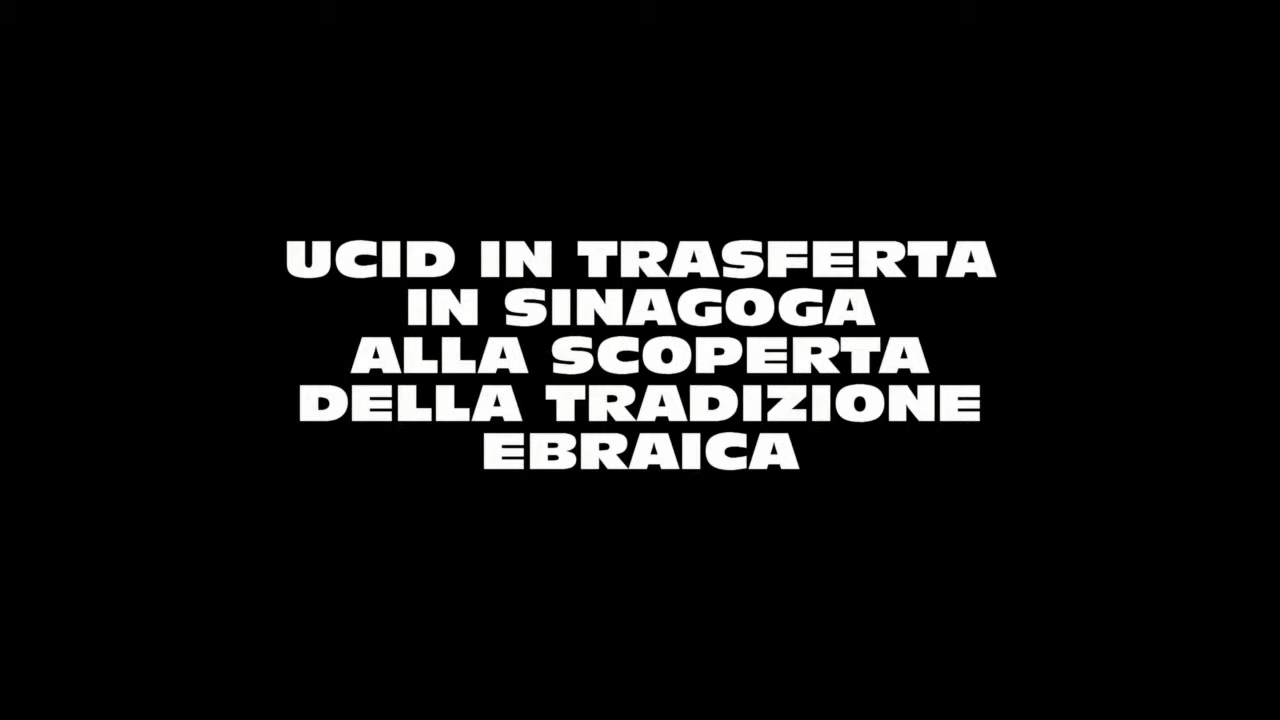 UCID IN TRASFERTA
IN SINAGOGA
ALLA SCOPERTA
DELLA TRADIZIONE
EBRAICA